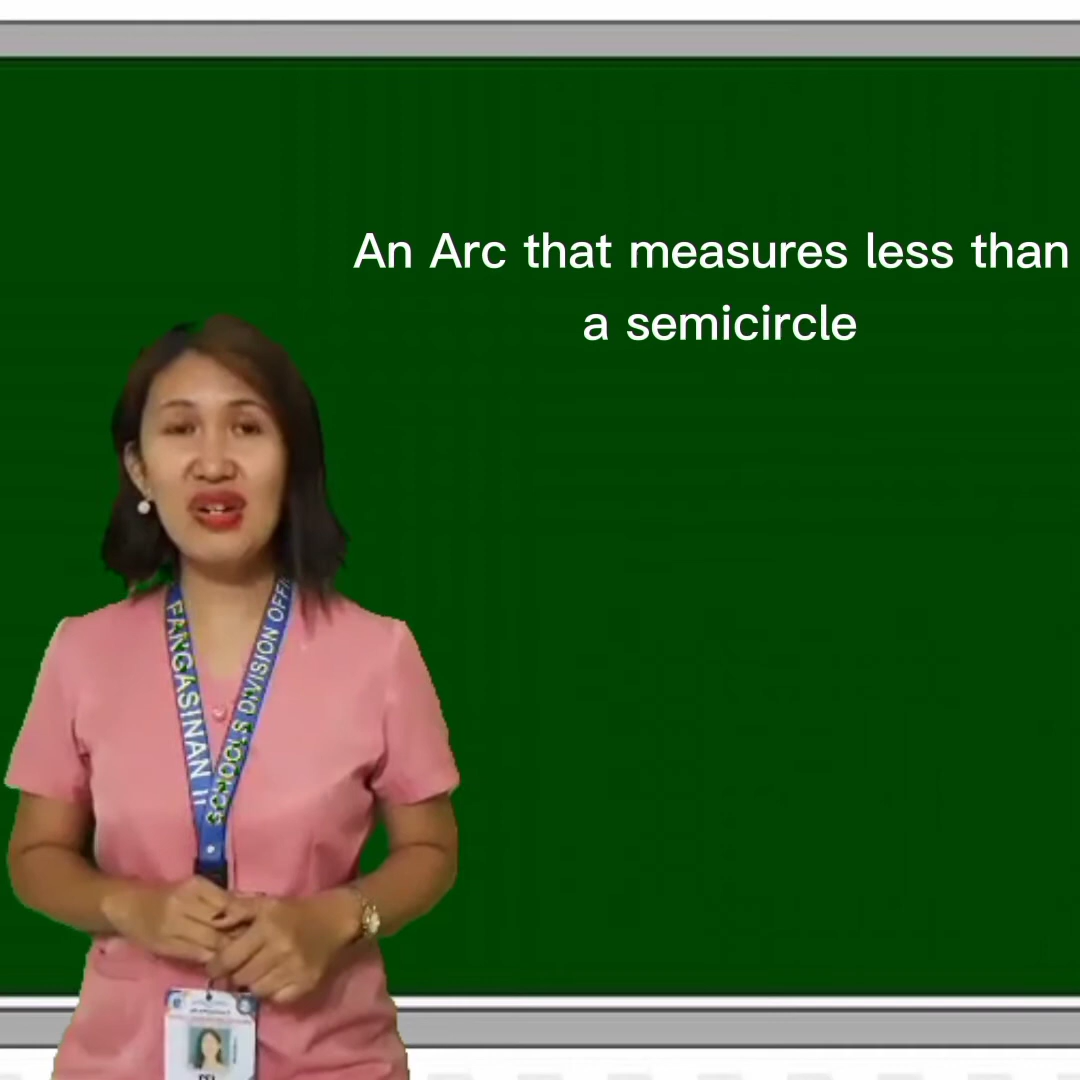 An Arc that measures less than
a semicircle
PANGASINAN II
SCHOOLS DIVISION OFFI